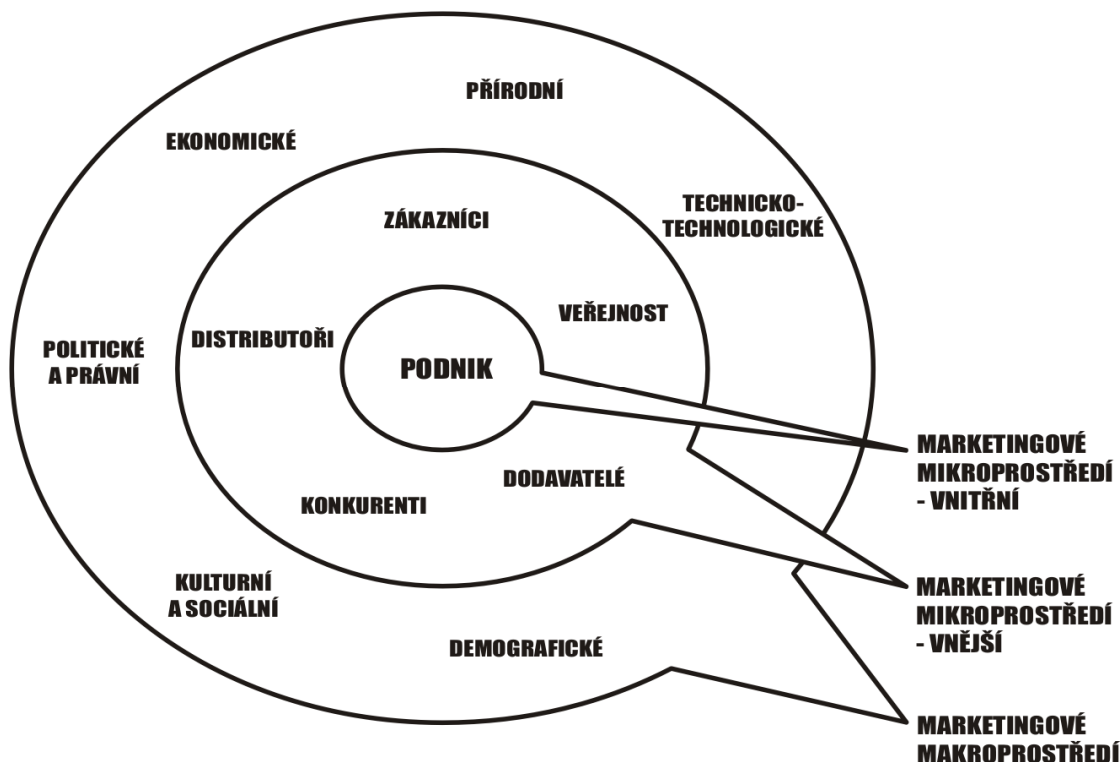 PŘÍRODNÍ
EKONOMICKÉ
TECHNICKO-
TECHNOLOGICKÉ
ZÁKAZNÍCI
VEŘEJNOST
DISTRIBUTOŘI
POLITICKÉ
A PRÁVNÍ
PODNIK
MARKETINGOVÉ
MIKROPROSTŘEDÍ
- VNITŘNÍ
DODAVATELÉ
KONKURENTI
KULTURNÍ
A SOCIÁLNÍ
MARKETINGOVÉ
MIKROPROSTŘEDÍ
- VNĚJŠÍ
DEMOGRAFICKÉ
MARKETINGOVÉ
MAKROPROSTŘEDÍ